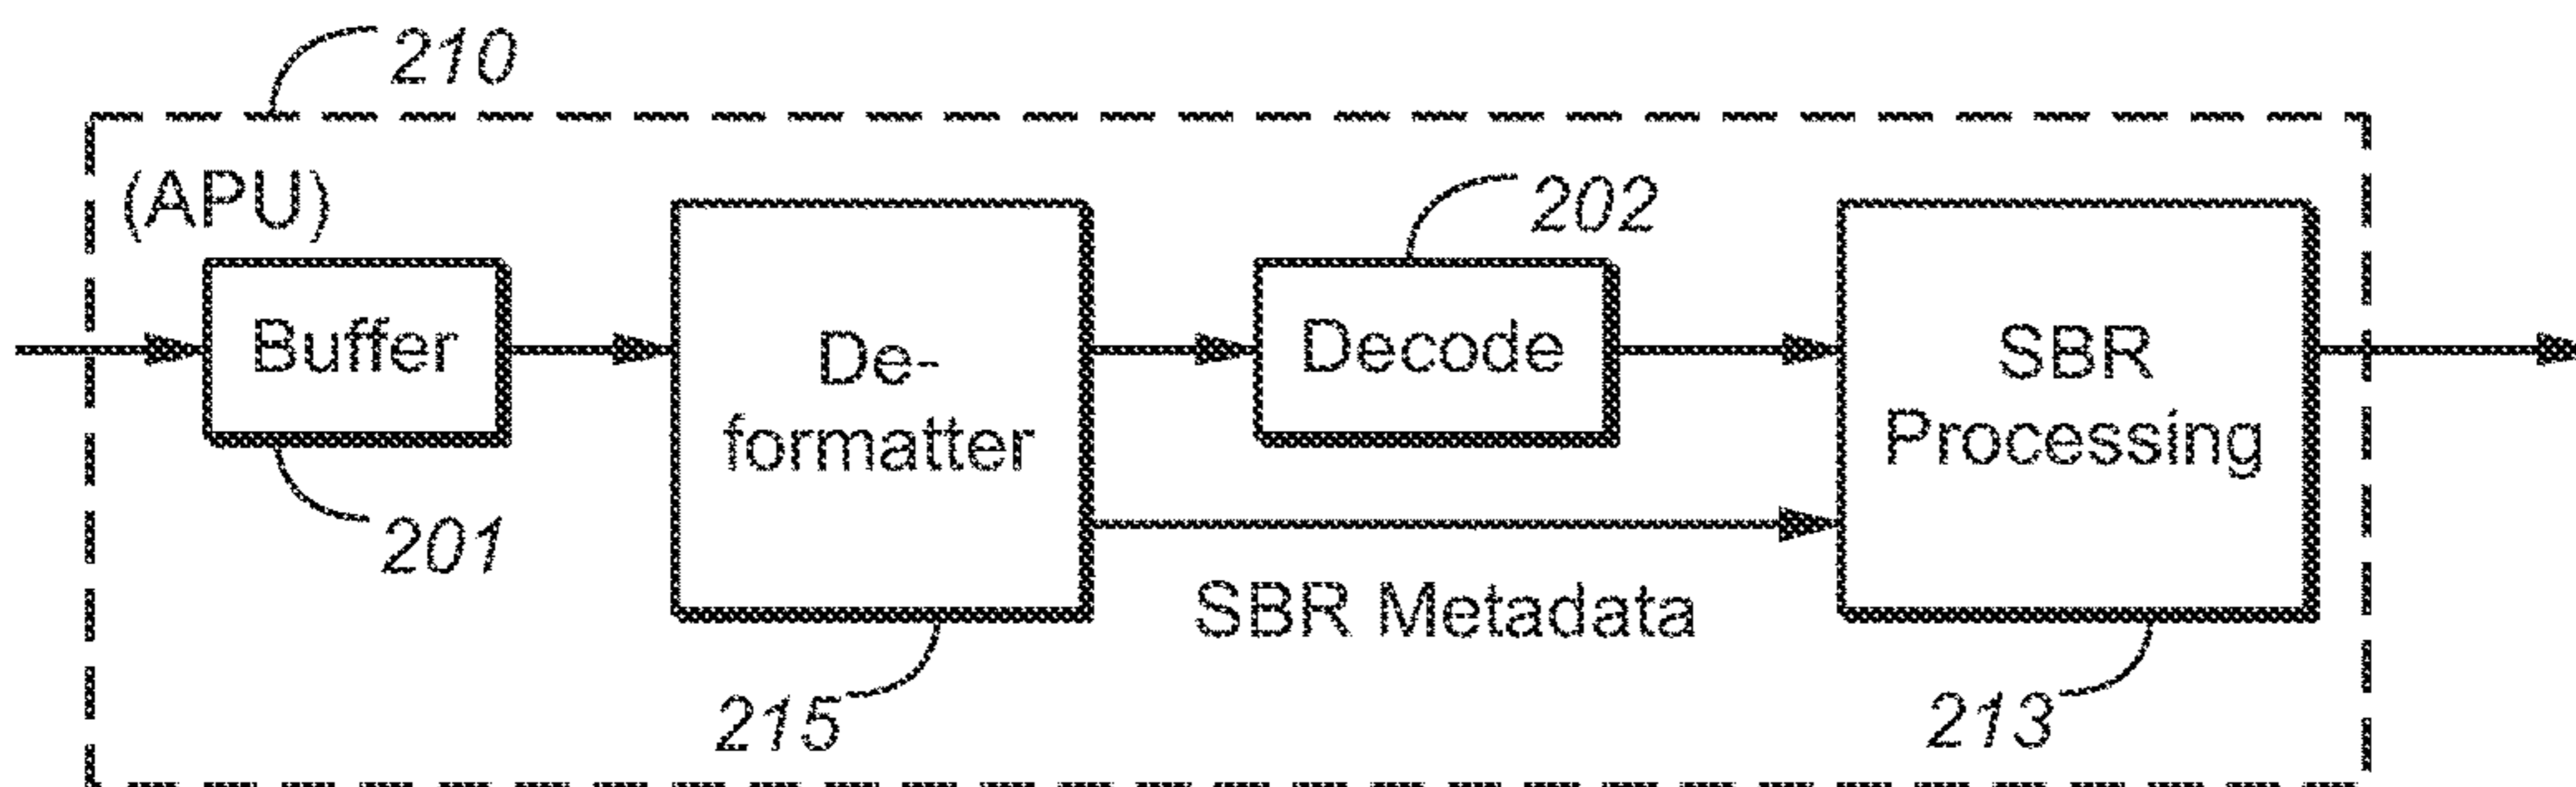 210
(APU)
202
Buffer
De-
formatter
Decode
SBR
Processing
201
SBR Metadata
215
213